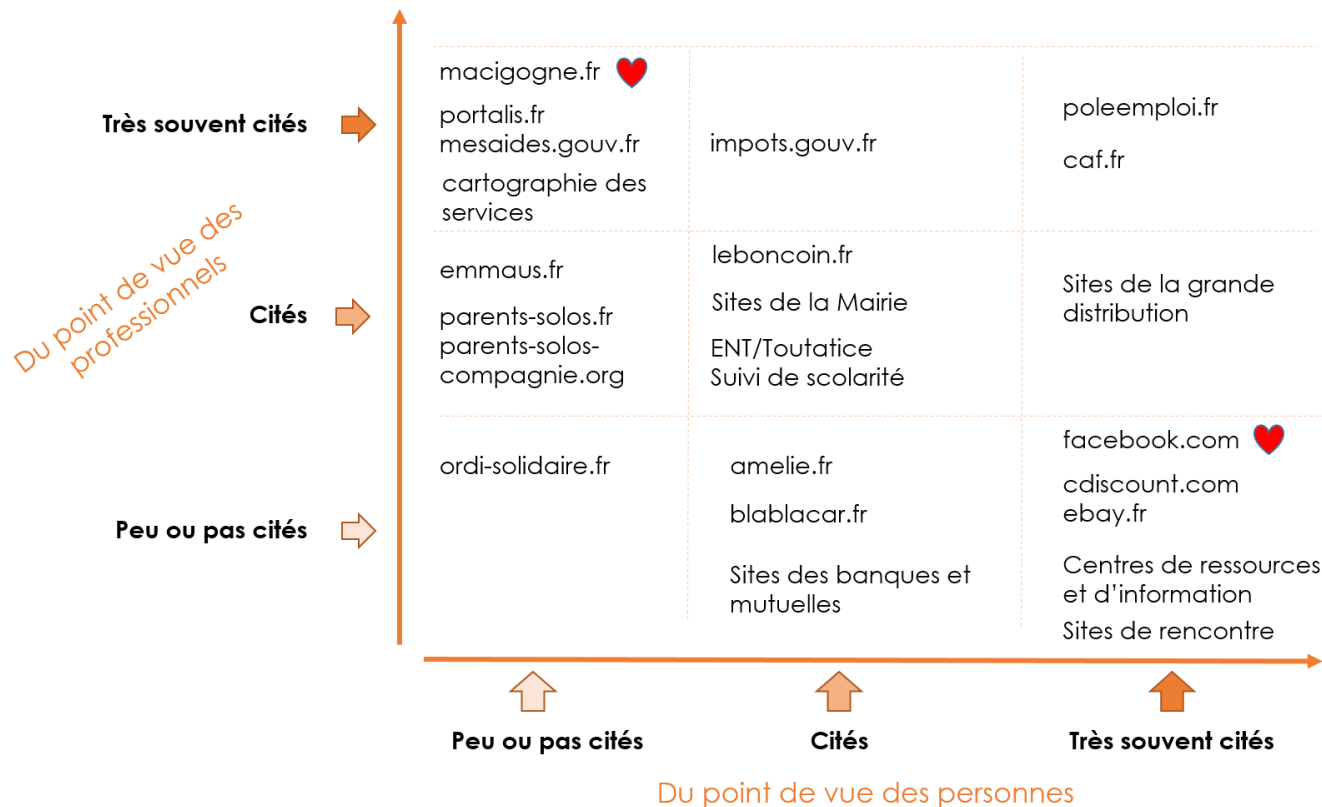 Très souvent cités
macigogne.fr
portalis.fr
mesaides.gouv.fr
cartographie des
services
impots.gouv.fr
poleemploi.fr
caf.fr
Du point de vue des
professionnels
Cités
emmaus.fr
parents-solos.fr
parents-solos-
compagnie.org
leboncoin.fr
Sites de la Mairie
ENT/Toutatice
Suivi de scolarité
Sites de la grande
distribution
Peu ou pas cités
ordi-solidaire.fr
amelie.fr
blablacar.fr
Sites des banques et
mutuelles
facebook.com
cdiscount.com
ebay.fr
Centres de ressources
et d'information
Sites de rencontre
Peu ou pas cités
Cités
Très souvent cités
Du point de vue des personnes